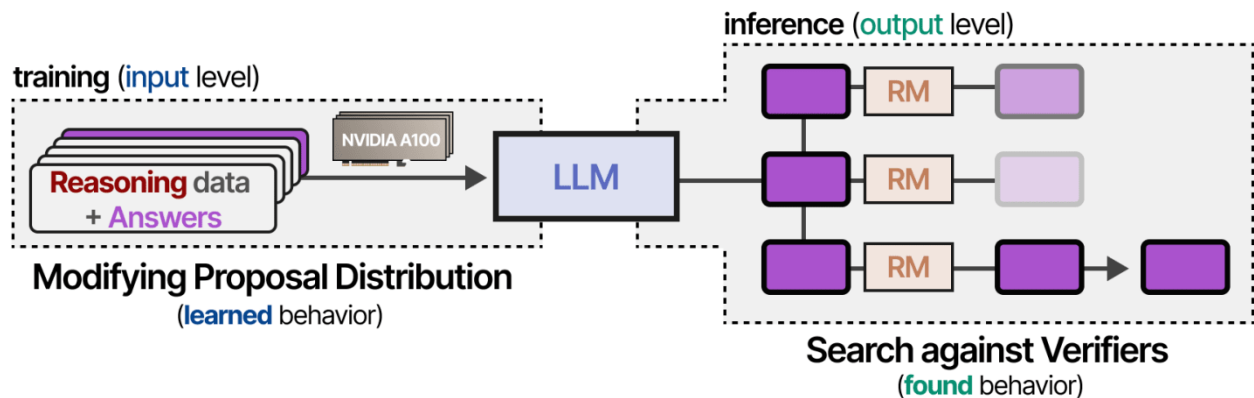 training (input level)
Reasoning data
+ Answers
NVIDIA A100
Modifying Proposal Distribution
(learned behavior)
LLM
inference (output level)
RM
RM
RM
Search against Verifiers
(found behavior)